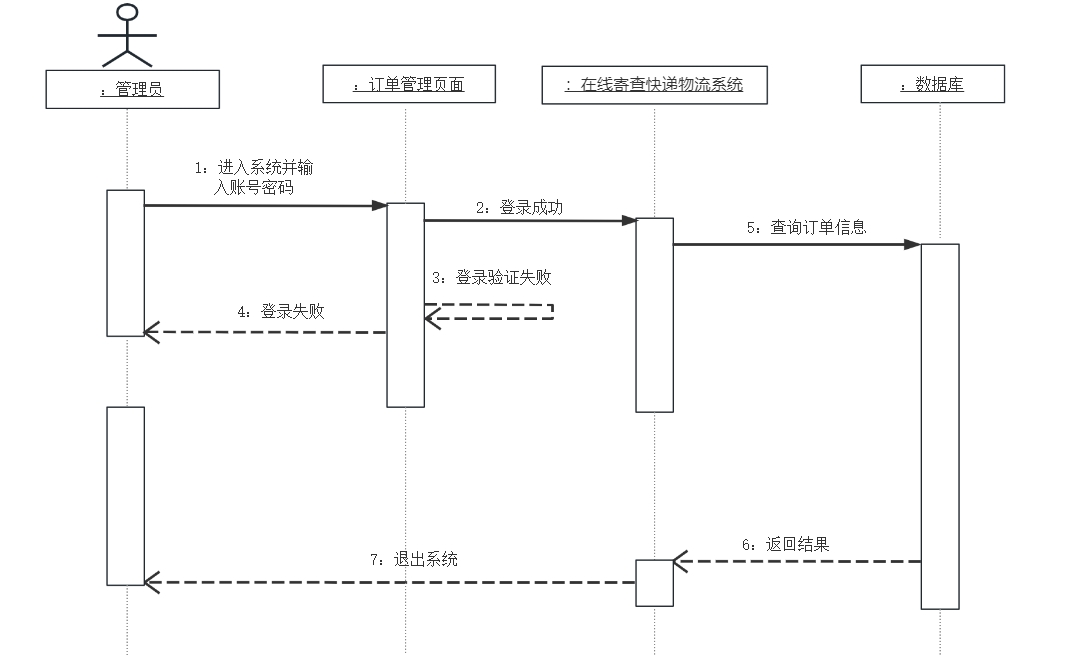 ：管理员
：订单管理页面
：在线寄查快递物流系统
：数据库
1：进入系统并输
入账号密码
2：登录成功
5：查询订单信息
3：登录验证失败
4：登录失败
6：返回结果
7：退出系统